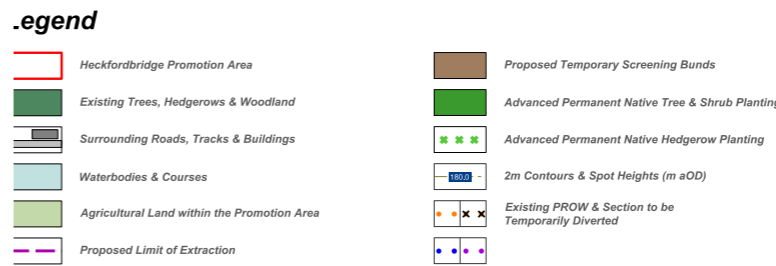 .egend
Heckfordbridge Promotion Area
Existing Trees, Hedgerows & Woodland
Surrounding Roads, Tracks & Buildings
Waterbodies & Courses
Agricultural Land within the Promotion Area
Proposed Limit of Extraction
Proposed Temporary Screening Bunds
Advanced Permanent Native Tree & Shrub Planting
Advanced Permanent Native Hedgerow Planting
180.0
2m Contours & Spot Heights (m aOD)
Existing PROW & Section to be
Temporarily Diverted